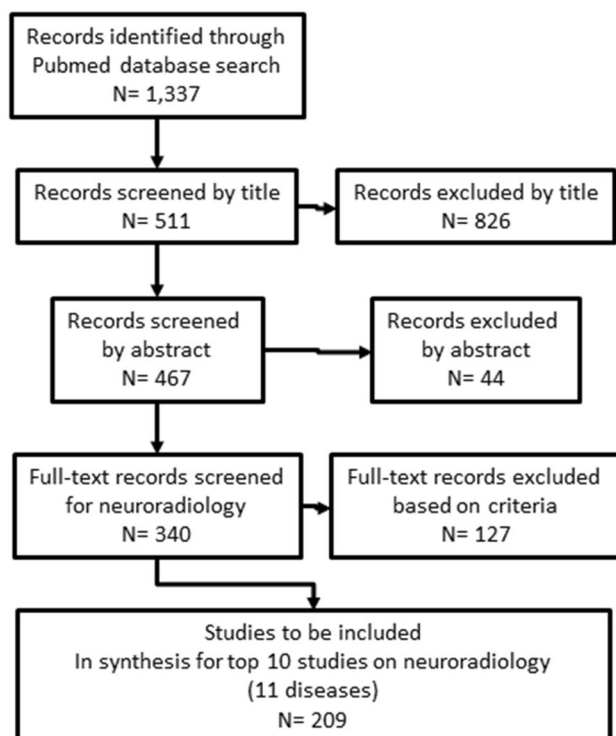 Records identified through
Pubmed database search
N= 1,337
Records screened by title
N= 511
Records excluded by title
N= 826
Records screened
by abstract
N= 467
Records excluded
by abstract
N= 44
Full-text records screened
for neuroradiology
N= 340
Full-text records excluded
based on criteria
N= 127
Studies to be included
In synthesis for top 10 studies on neuroradiology
(11 diseases)
N= 209